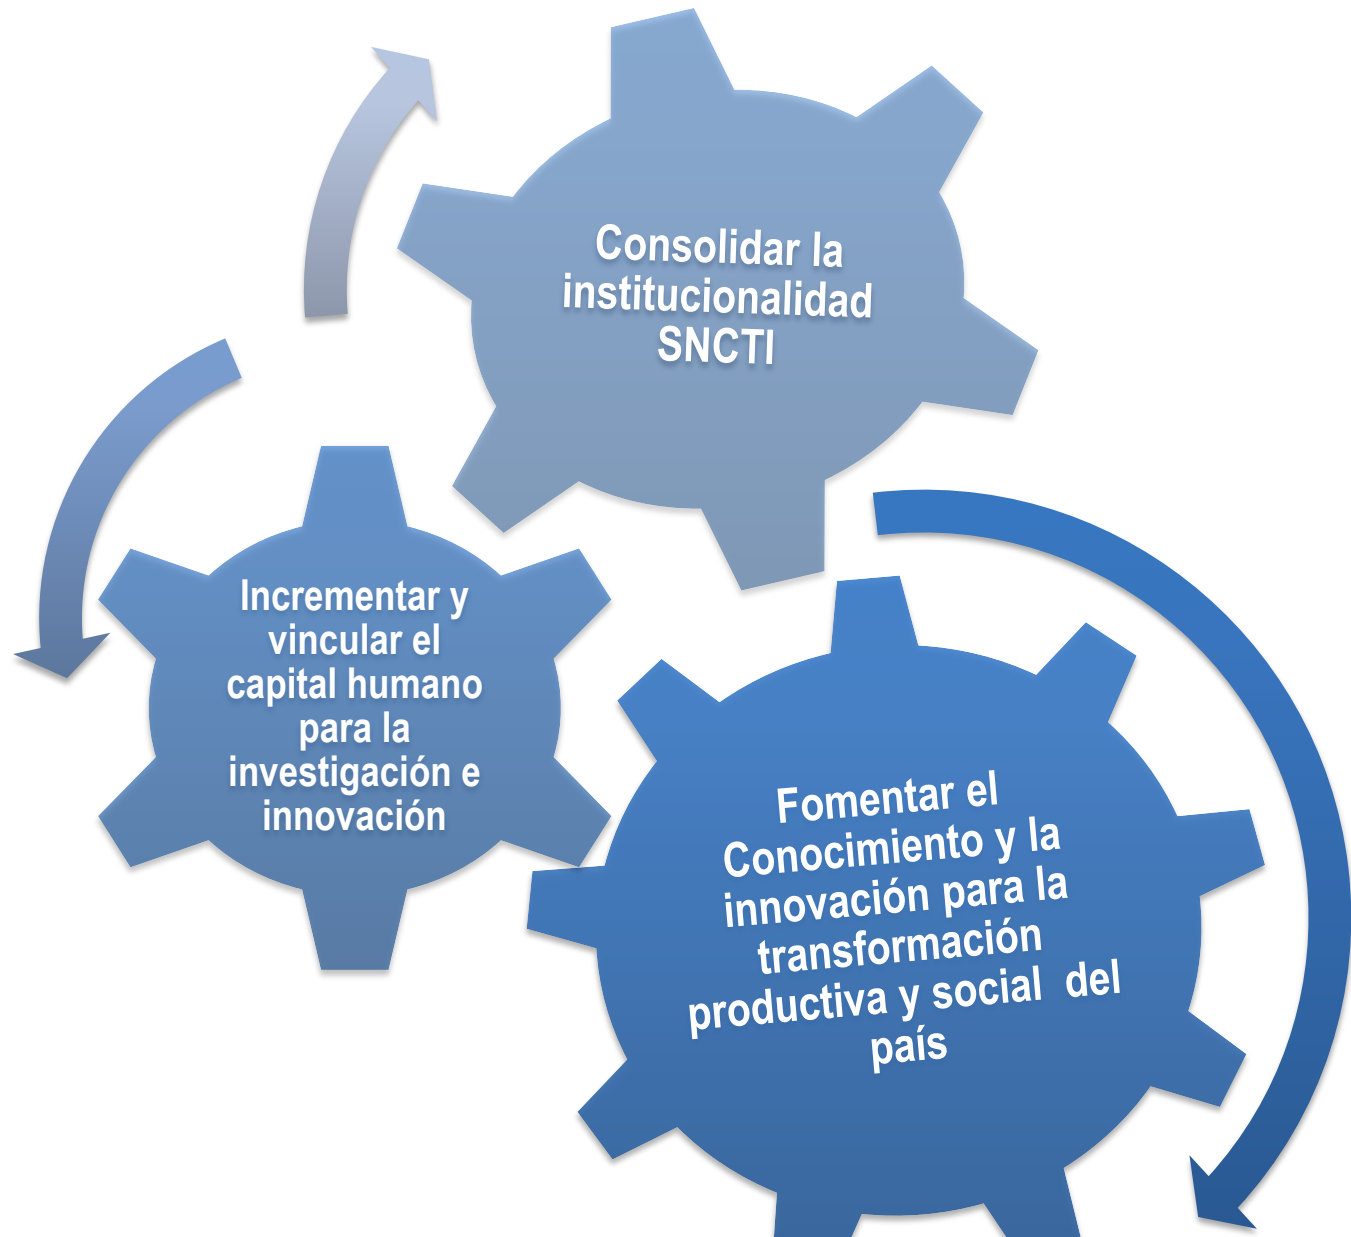 Consolidar la
institucionalidad
SNCTI
Incrementar y
vincular el
capital humano
para la
investigación e
innovación
Fomentar el
Conocimiento y la
innovación para la
transformación
productiva y social  del
país